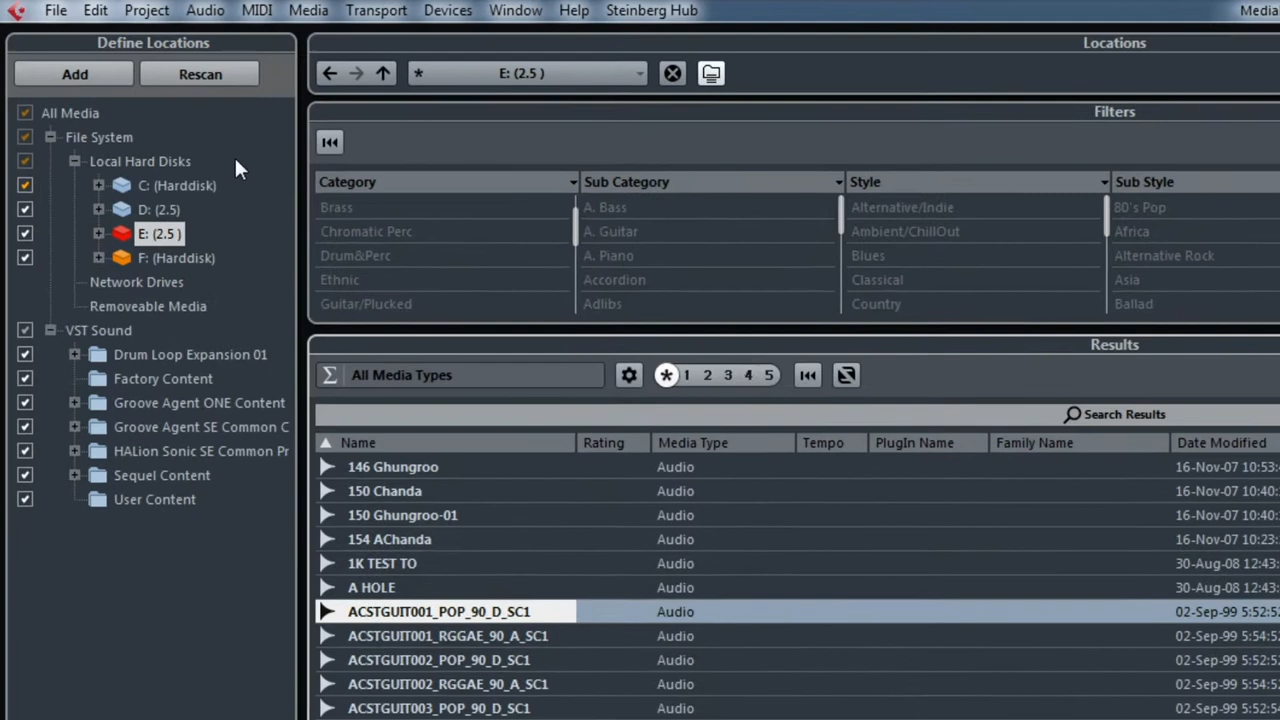 File Edit Project Audio MIDI Media Transport Devices Window Help Steinberg Hub Media
Define Locations
Add Rescan
All Media
File System
Local Hard Disks
C: (Harddisk)
D: (2.5)
E: (2.5 )
F: (Harddisk)
Network Drives
Removeable Media
VST Sound
Drum Loop Expansion 01
Factory Content
Groove Agent ONE Content
Groove Agent SE Common C
HALion Sonic SE Common Pr
Sequel Content
User Content
Locations
* E: (2.5 )
Filters
Category Sub Category Style Sub Style
Brass A. Bass Alternative/Indie 80's Pop
Chromatic Perc A. Guitar Ambient/ChillOut Africa
Drum&Perc A. Piano Blues Alternative Rock
Ethnic Accordion Classical Asia
Guitar/Plucked Adlibs Country Ballad
Results
Σ All Media Types * 1 2 3 4 5
Search Results
Name Rating Media Type Tempo PlugIn Name Family Name Date Modified
146 Ghungroo Audio 16-Nov-07 10:53:
150 Chanda Audio 16-Nov-07 10:40:
150 Ghungroo-01 Audio 16-Nov-07 10:40:
154 AChanda Audio 16-Nov-07 10:23:
1K TEST TO Audio 30-Aug-08 12:43:
A HOLE Audio 30-Aug-08 12:43:
ACSTGUIT001_POP_90_D_SC1 Audio 02-Sep-99 5:52:5
ACSTGUIT001_RGGAE_90_A_SC1 Audio 02-Sep-99 5:54:5
ACSTGUIT002_POP_90_D_SC1 Audio 02-Sep-99 5:52:5
ACSTGUIT002_RGGAE_90_A_SC1 Audio 02-Sep-99 5:54:5
ACSTGUIT003_POP_90_D_SC1 Audio 02-Sep-99 5:52:5